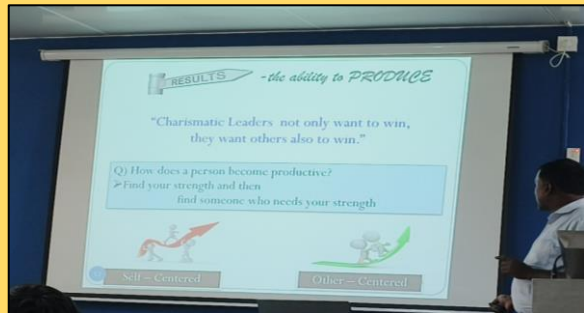 RESULTS
-the ability to PRODUCE
"Charismatic Leaders not only want to win,
they want others also to win."
Q) How does a person become productive?
➢Find your strength and then
find someone who needs your strength
Self – Centered
Other – Centered